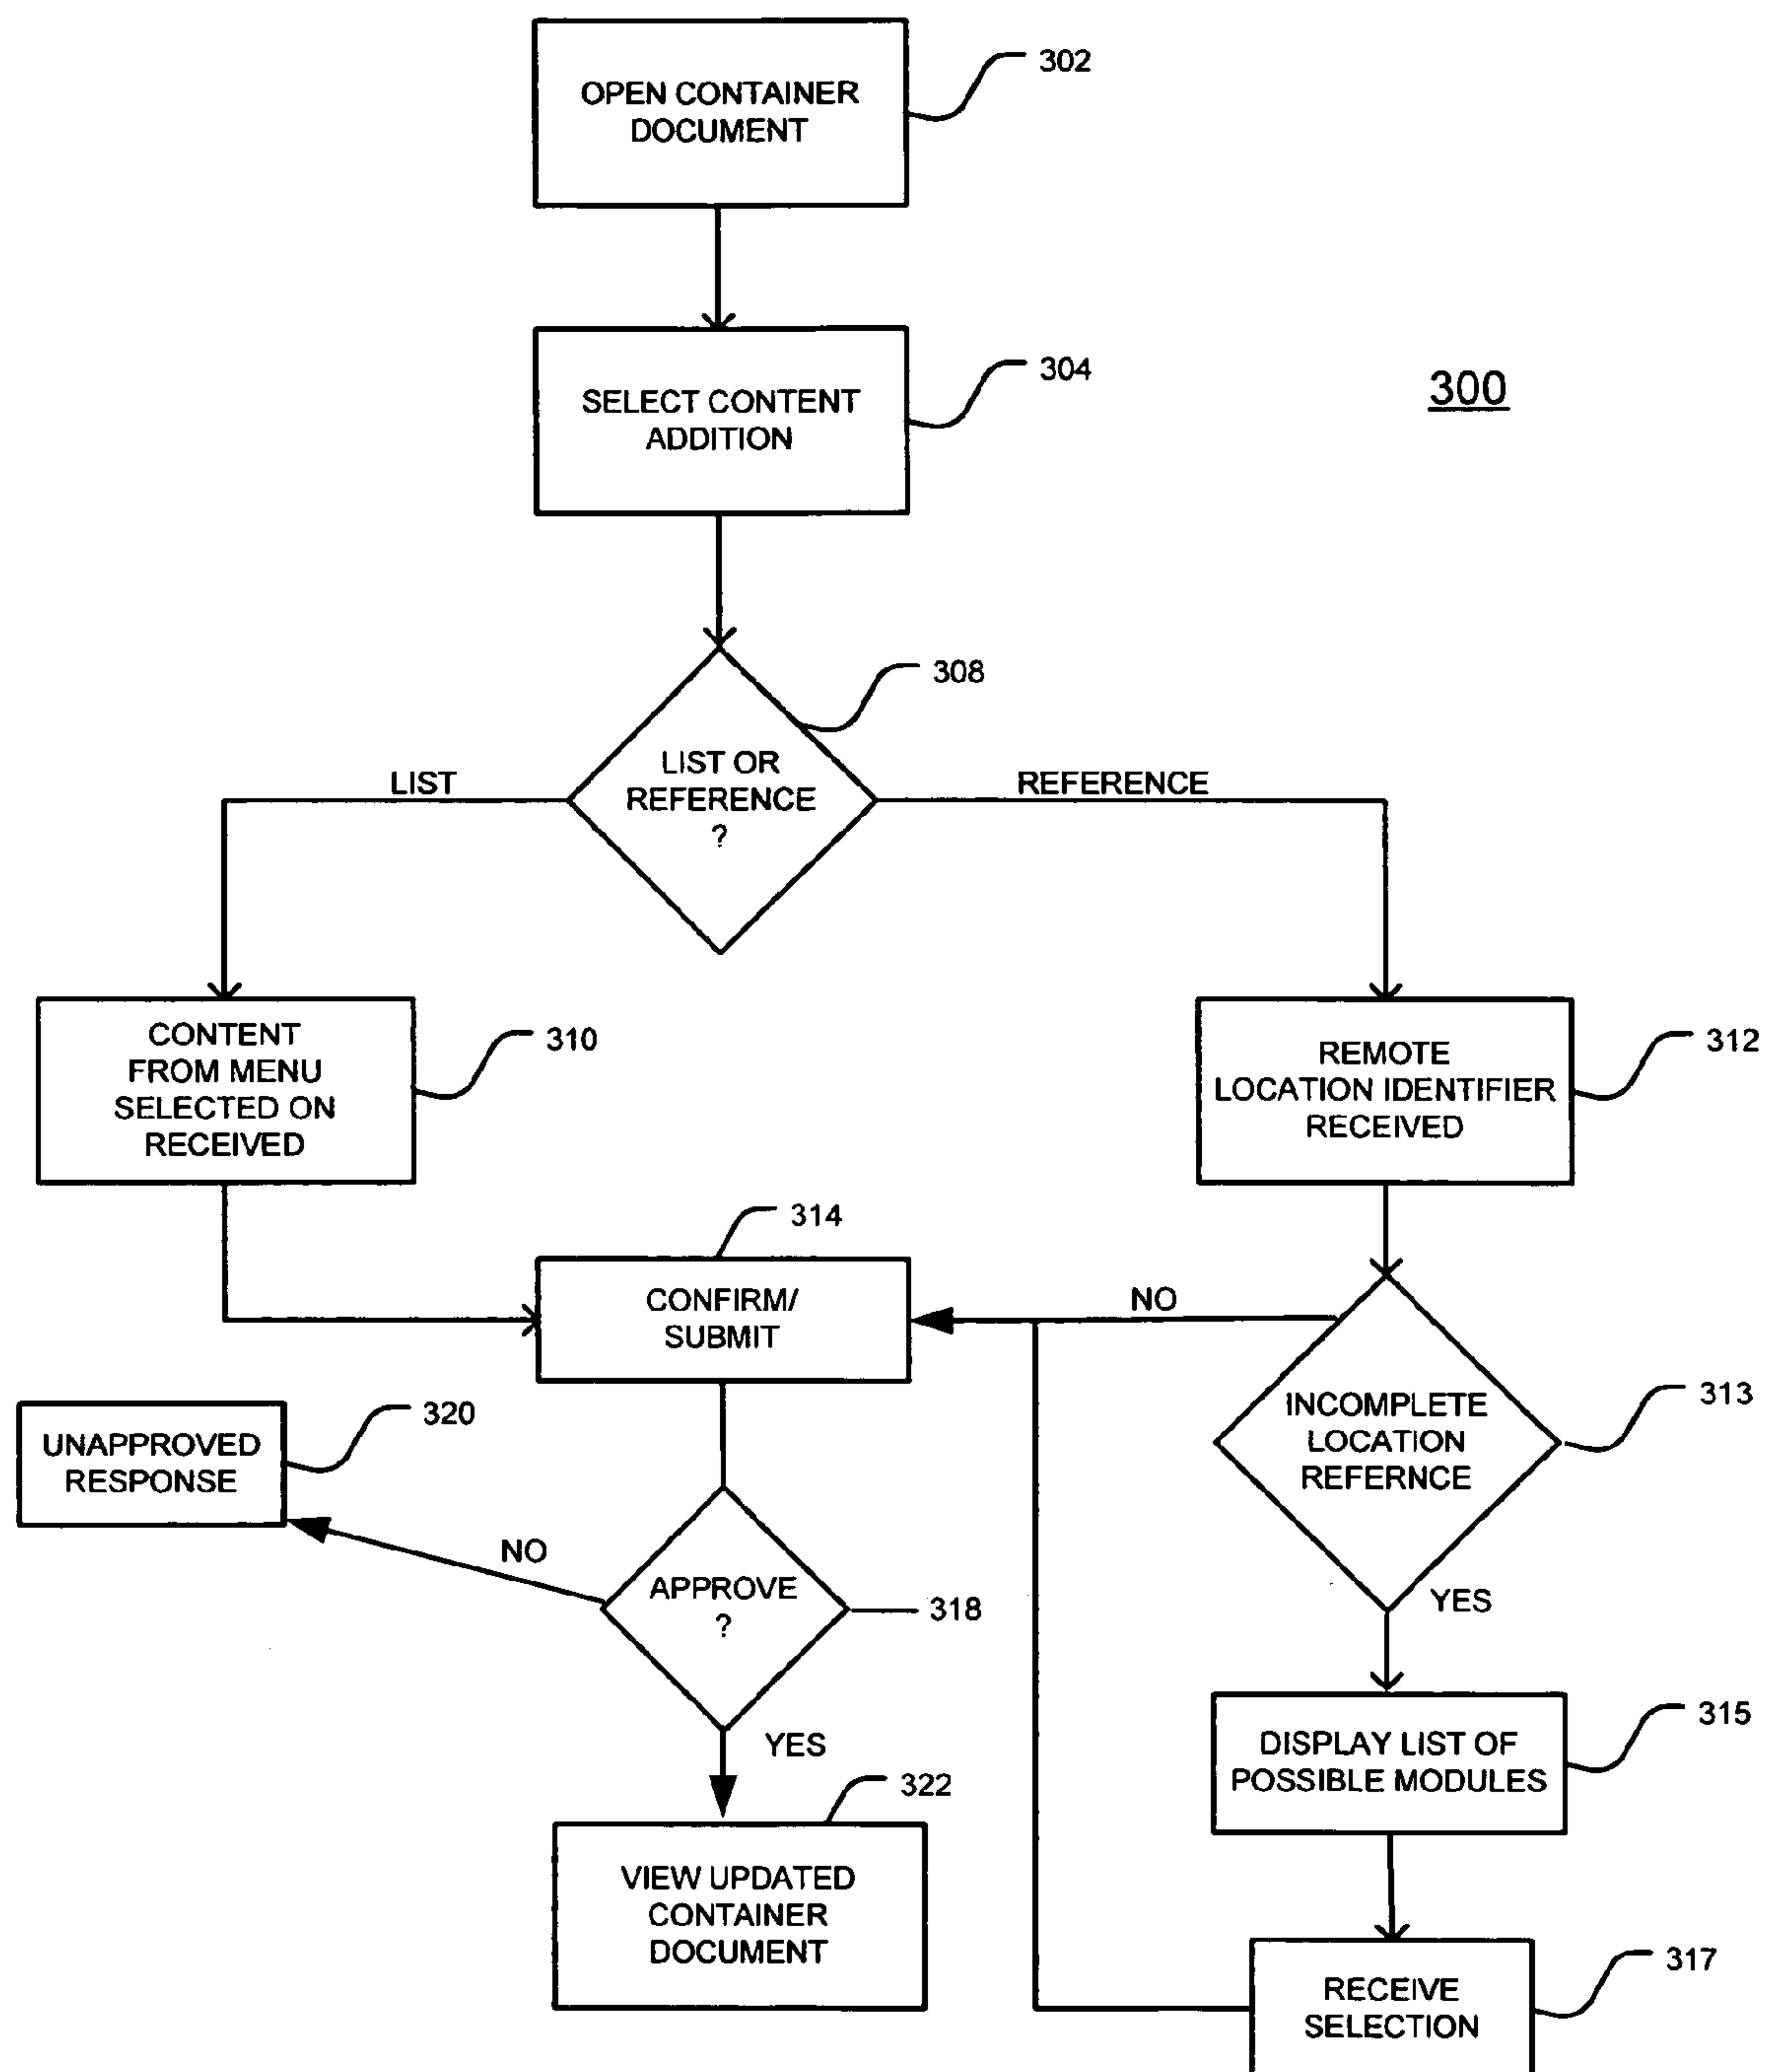 302
OPEN CONTAINER
DOCUMENT
304
SELECT CONTENT
ADDITION
300
308
LIST OR
REFERENCE
?
LIST
REFERENCE
CONTENT
FROM MENU
SELECTED ON
RECEIVED
310
REMOTE
LOCATION IDENTIFIER
RECEIVED
312
314
CONFIRM/
SUBMIT
NO
INCOMPLETE
LOCATION
REFERNCE
313
UNAPPROVED
RESPONSE
320
NO
APPROVE
?
318
YES
YES
DISPLAY LIST OF
POSSIBLE MODULES
315
322
VIEW UPDATED
CONTAINER
DOCUMENT
RECEIVE
SELECTION
317